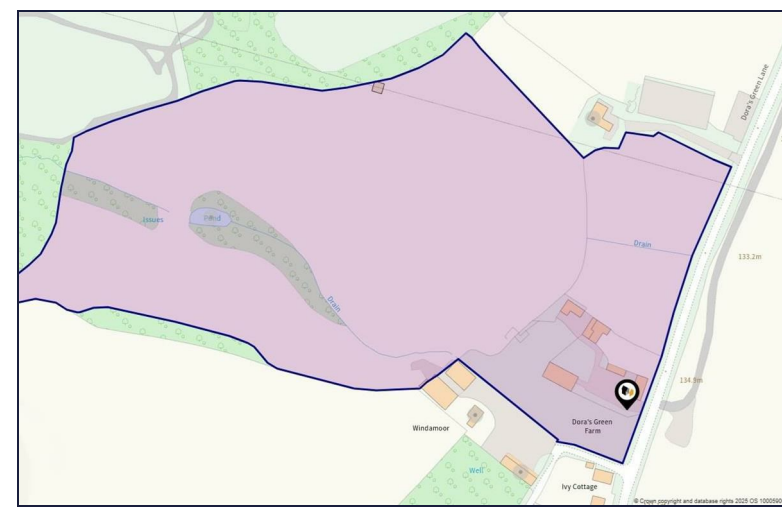 Dora's Green Lane
Issues
Pond
Drain
133.2m
Drain
134.9m
Dora's Green
Farm
Windamoor
Well
Ivy Cottage
© Crown copyright and database rights 2025 OS 1000590